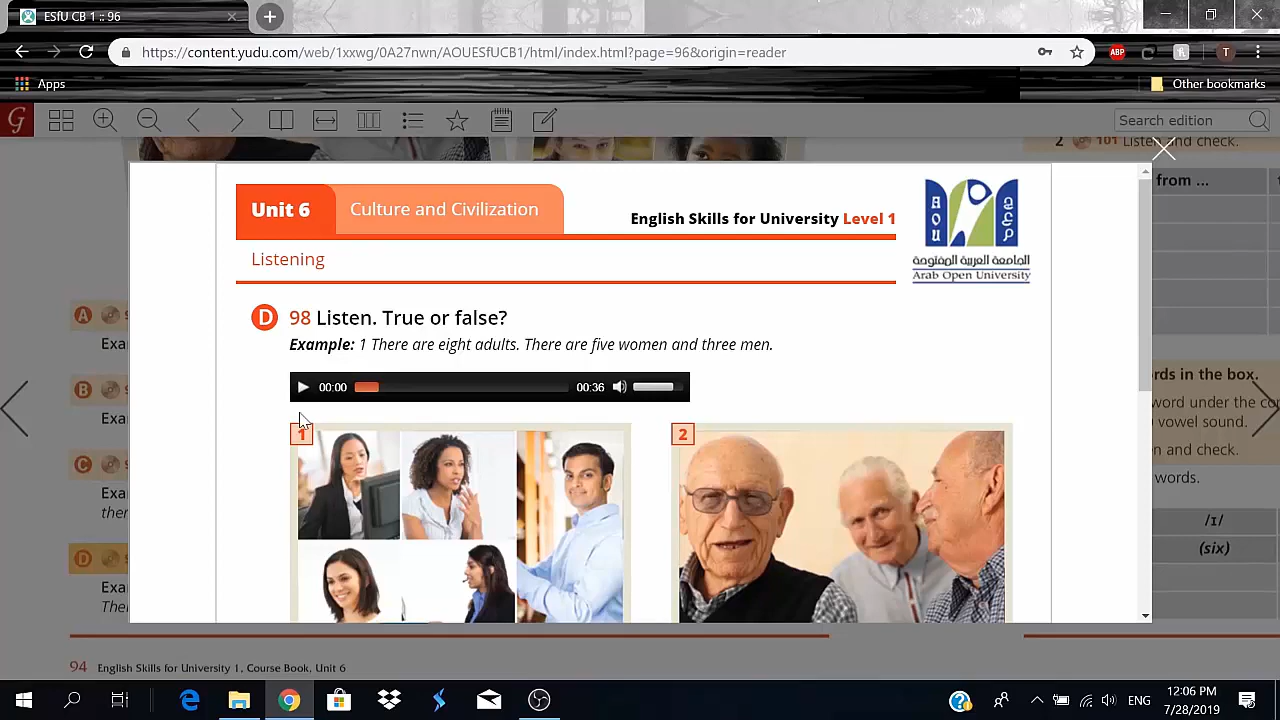 ESfU CB 1 :: 96
https://content.yudu.com/web/1xxwg/0A27nwn/AOUESfUCB1/html/index.html?page=96&origin=reader
ABP
T
Apps
Other bookmarks
G
Search edition
2 101 Listen and check.
from ...
Unit 6
Culture and Civilization
English Skills for University Level 1
AOU
الجامعة العربية المفتوحة
Arab Open University
Listening
D 98 Listen. True or false?
Example: 1 There are eight adults. There are five women and three men.
00:00
00:36
1
2
A
Exa
B
C
Exa
ther
D
Exa
The
rds in the box.
word under the co
vowel sound.
n and check.
words.
/ɪ/
(six)
94 English Skills for University 1, Course Book, Unit 6
ENG
12:06 PM
7/28/2019